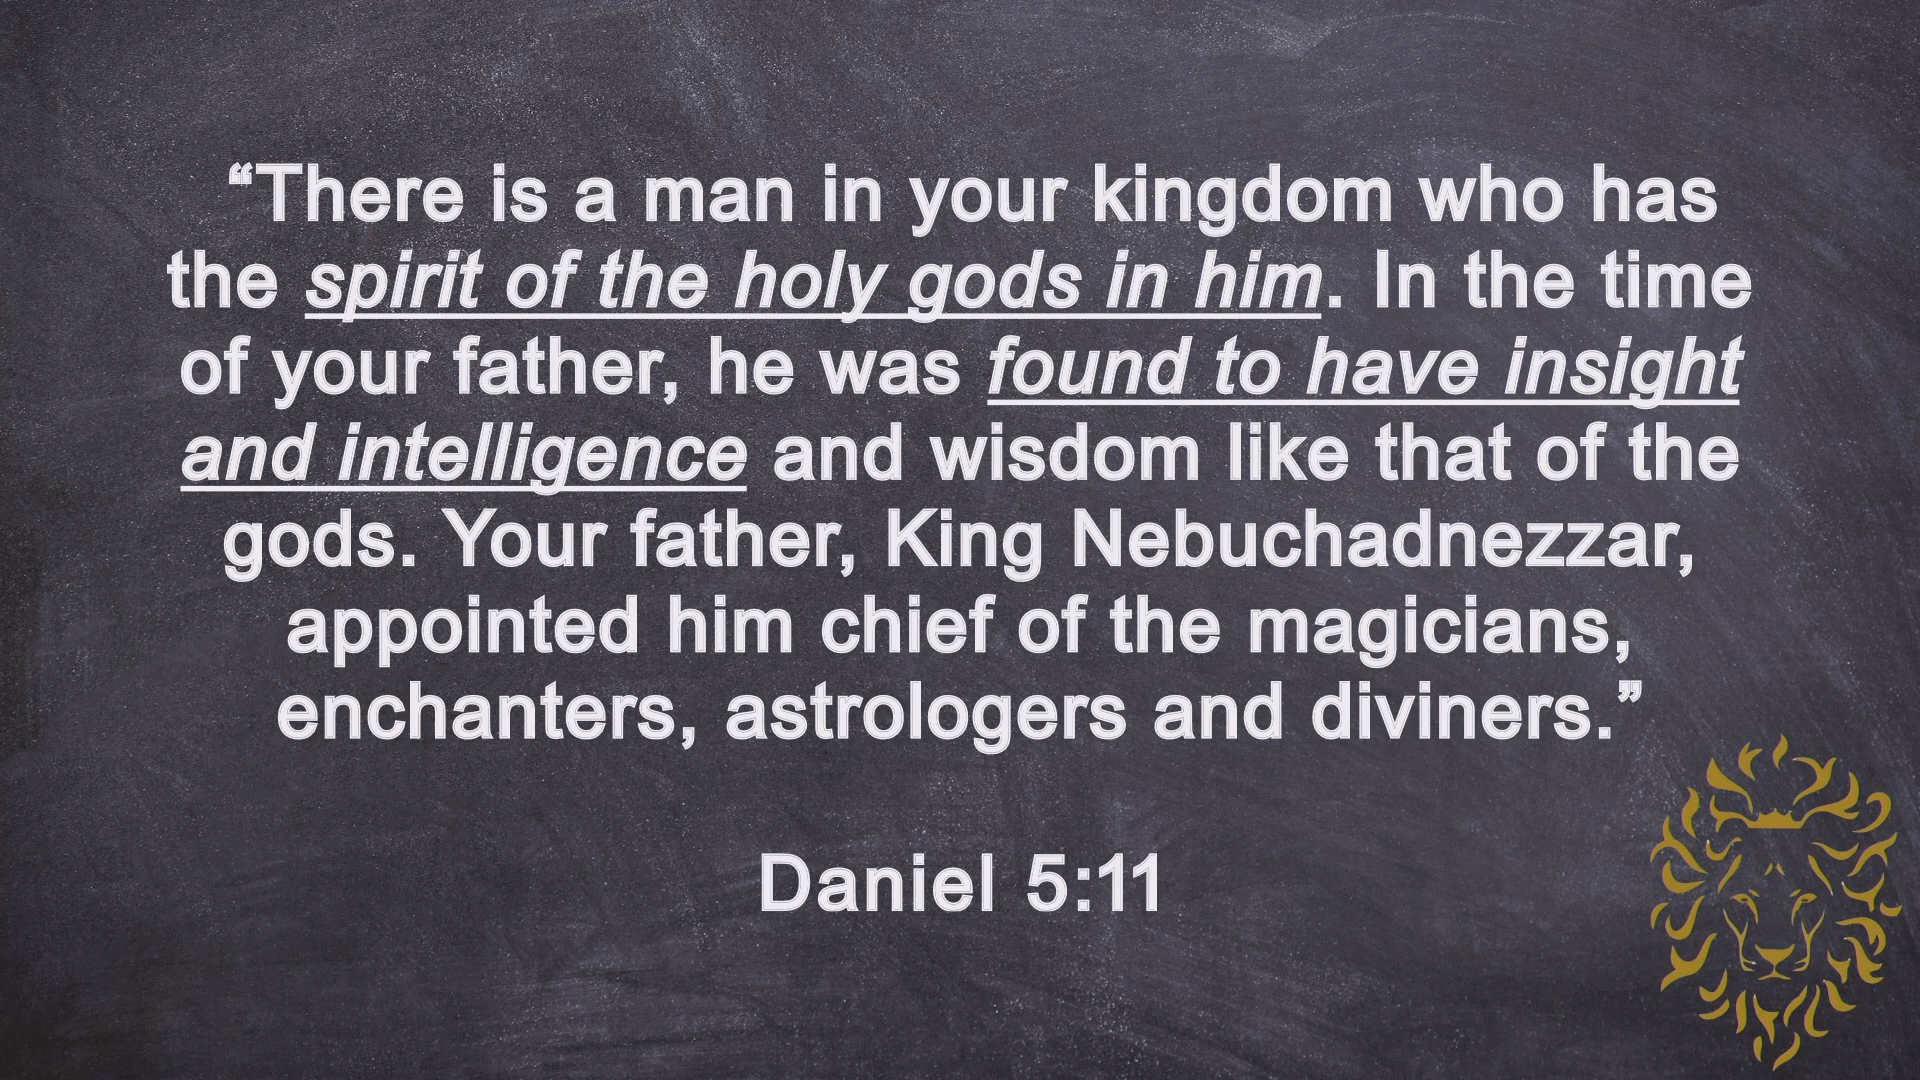 “There is a man in your kingdom who has
the spirit of the holy gods in him. In the time
of your father, he was found to have insight
and intelligence and wisdom like that of the
gods. Your father, King Nebuchadnezzar,
appointed him chief of the magicians,
enchanters, astrologers and diviners.”
Daniel 5:11